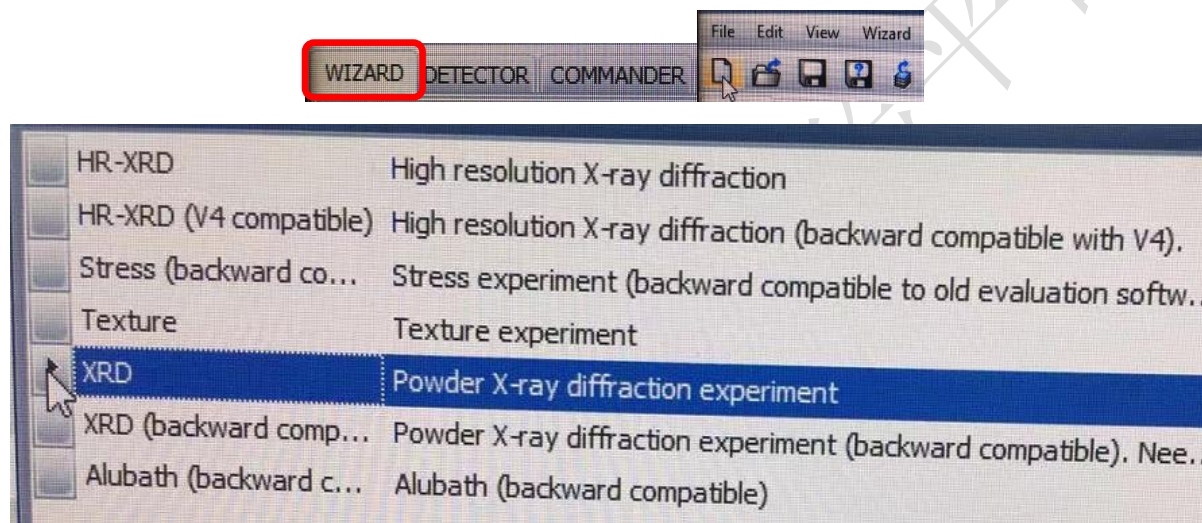 File Edit View Wizard
WIZARD DETECTOR COMMANDER
HR-XRD High resolution X-ray diffraction
HR-XRD (V4 compatible) High resolution X-ray diffraction (backward compatible with V4).
Stress (backward co... Stress experiment (backward compatible to old evaluation softw..
Texture Texture experiment
XRD Powder X-ray diffraction experiment
XRD (backward comp... Powder X-ray diffraction experiment (backward compatible). Nee..
Alubath (backward c... Alubath (backward compatible)